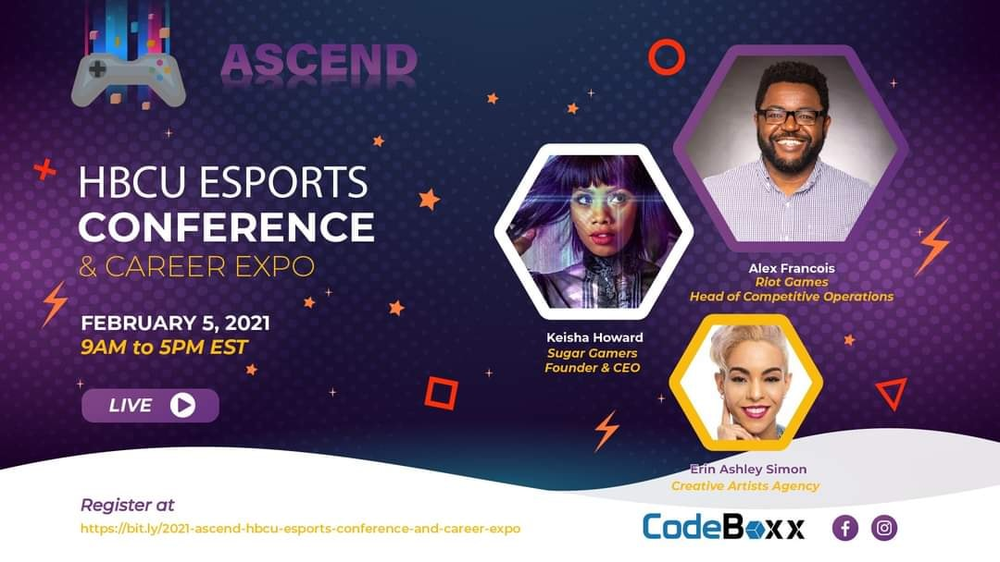 ASCEND
HBCU ESPORTS
CONFERENCE
& CAREER EXPO
FEBRUARY 5, 2021
9AM to 5PM EST
LIVE
Alex Francois
Riot Games
Head of Competitive Operations
Keisha Howard
Sugar Gamers
Founder & CEO
Erin Ashley Simon
Creative Artists Agency
Register at
https://bit.ly/2021-ascend-hbcu-esports-conference-and-career-expo
CodeBoxx